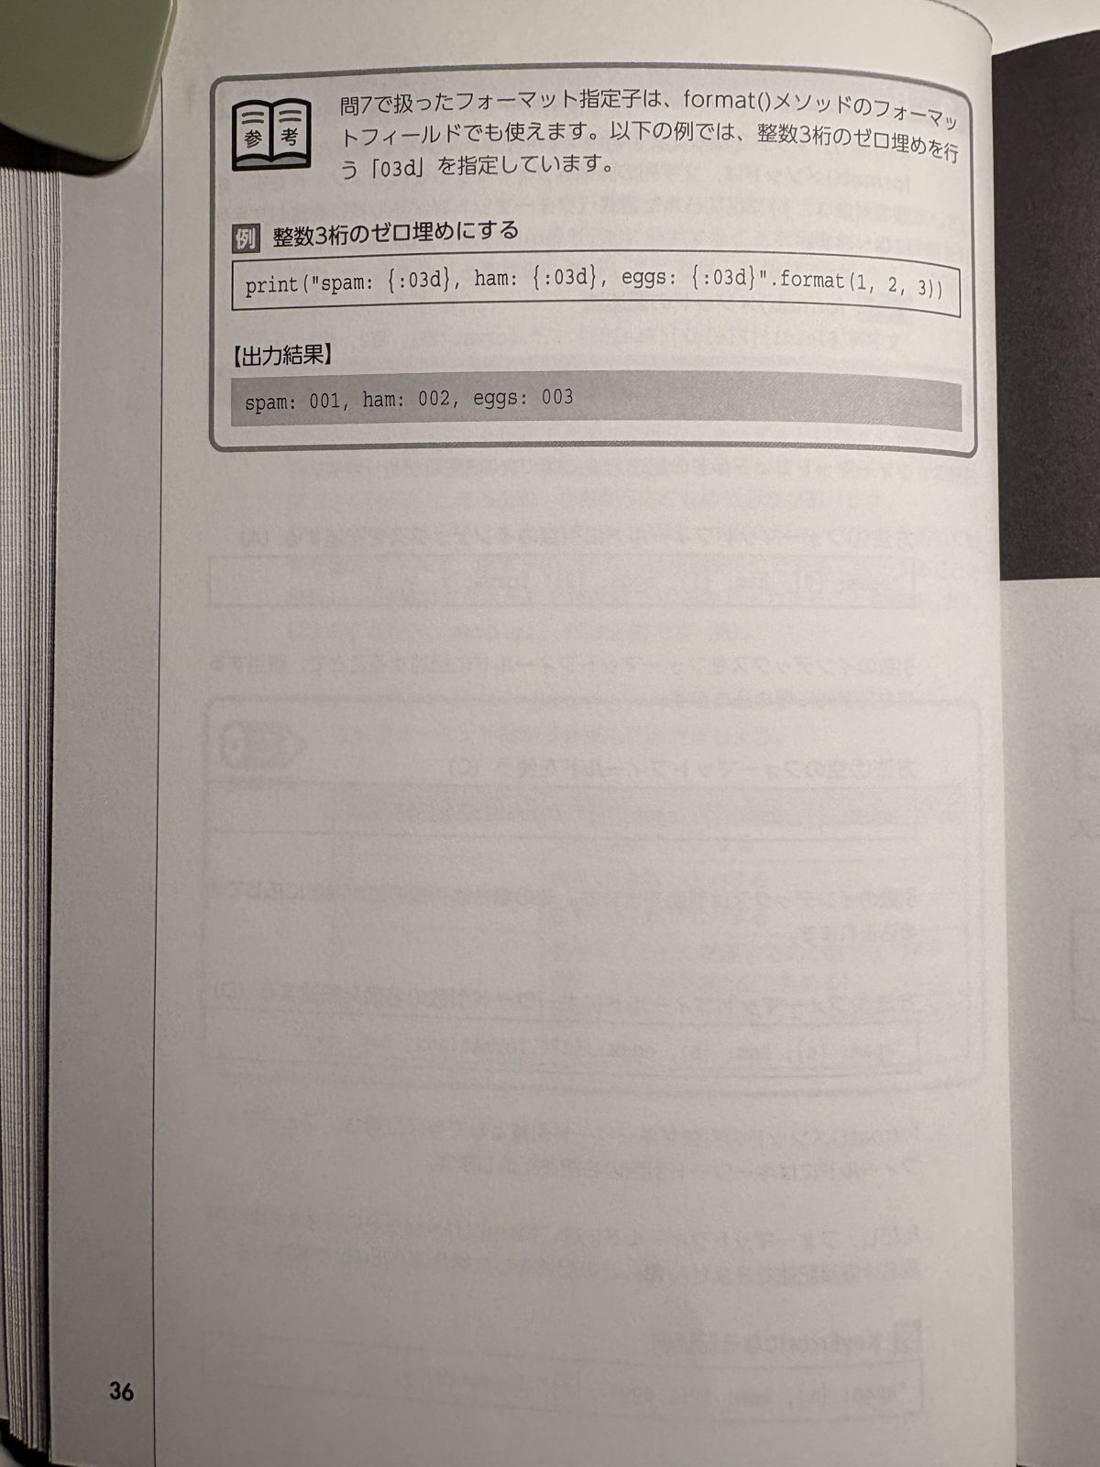 参考
問7で扱ったフォーマット指定子は、format()メソッドのフォーマッ
トフィールドでも使えます。以下の例では、整数3桁のゼロ埋めを行
う「03d」を指定しています。
例 整数3桁のゼロ埋めにする
print("spam: {:03d}, ham: {:03d}, eggs: {:03d}".format(1, 2, 3))
【出力結果】
spam: 001, ham: 002, eggs: 003
36